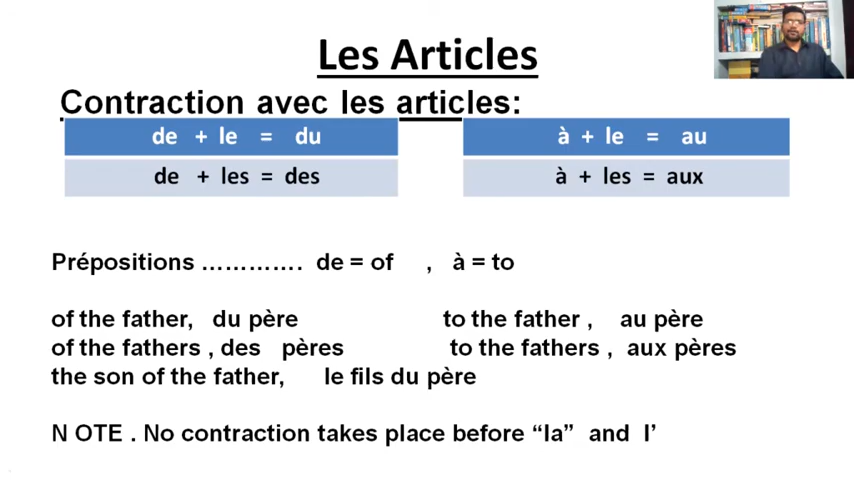 Les Articles
Contraction avec les articles:
de + le = du
à + le = au
de + les = des
à + les = aux
Prépositions …………. de = of , à = to
of the father, du père to the father , au père
of the fathers , des pères to the fathers , aux pères
the son of the father, le fils du père
N OTE . No contraction takes place before “la” and l’